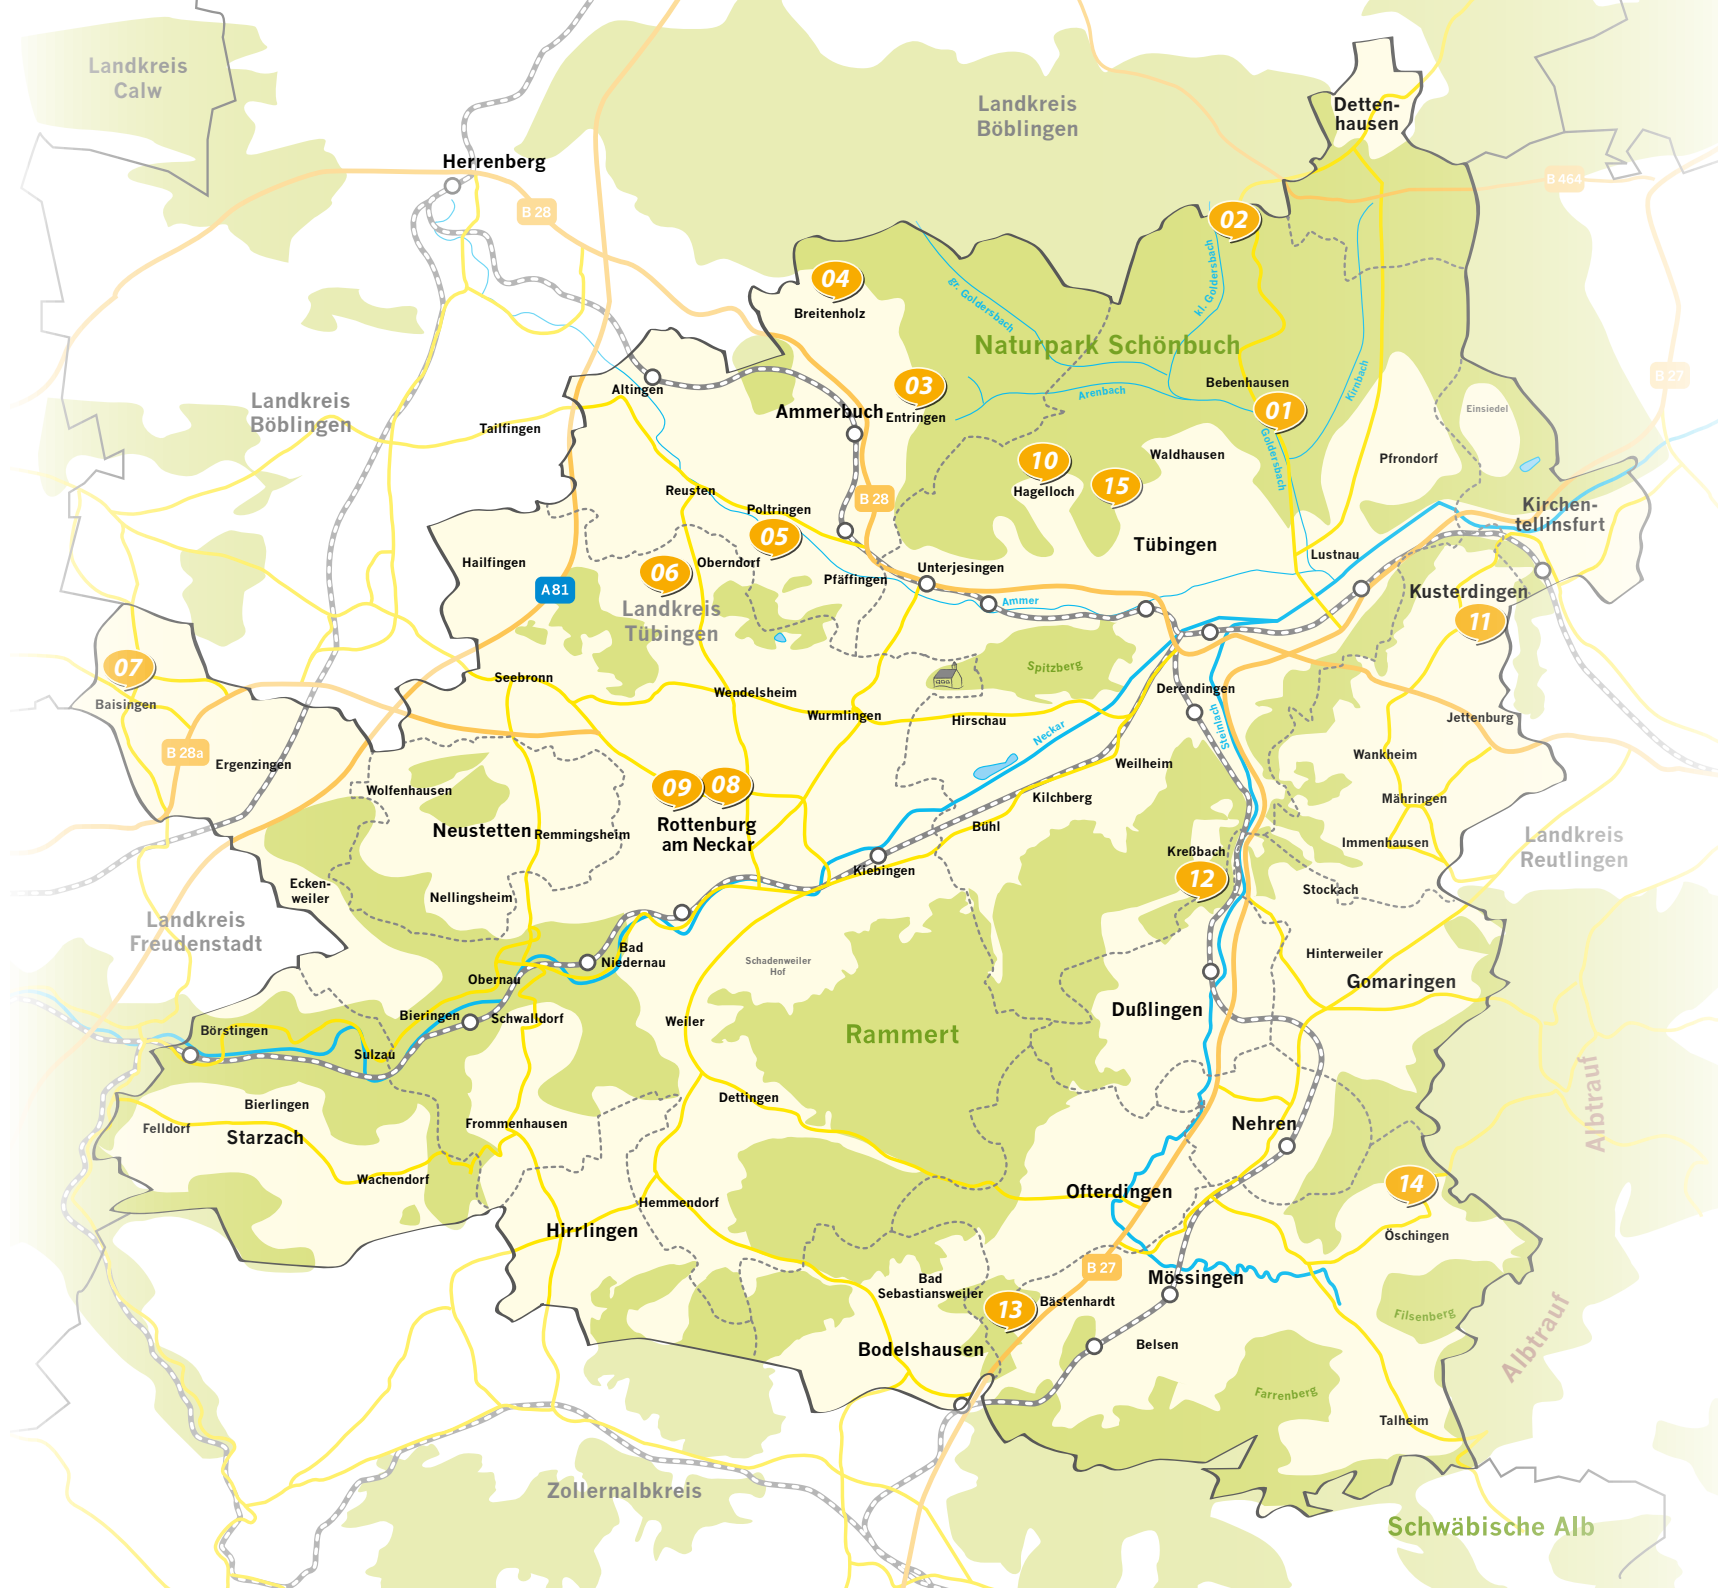 Landkreis
Calw
Landkreis
Böblingen
Detten-
hausen
Herrenberg
B 464
B 28
02
04
Breitenholz
gr. Goldersbach
kl. Goldersbach
Naturpark Schönbuch
Kirnbach
B 27
Altingen
03
Bebenhausen
Arenbach
Landkreis
Böblingen
Ammerbuch
Entringen
01
Einsiedel
Tailfingen
Goldersbach
10
Hagelloch
15
Waldhausen
Pfrondorf
Reusten
B 28
Poltringen
05
Kirchen-
tellinsfurt
Tübingen
Hailfingen
06
Oberndorf
Lustnau
A 81
Pfäffingen
Unterjesingen
Ammer
Kusterdingen
11
Landkreis
Tübingen
07
Baisingen
Seebronn
Spitzberg
Wendelsheim
Derendingen
Wurmlingen
Hirschau
Neckar
Steinlach
Jettenburg
B 28a
Ergenzingen
Weilheim
Wankheim
Wolfenhausen
09
08
Kilchberg
Mähringen
Neustetten
Remmingsheim
Rottenburg
am Neckar
Bühl
Immenhausen
Landkreis
Reutlingen
Kreßbach
12
Kiebingen
Ecken-
weiler
Nellingsheim
Stockach
Landkreis
Freudenstadt
Bad
Niedernau
Schadenweiler
Hof
Hinterweiler
Obernau
Gomaringen
Bieringen
Schwalldorf
Weiler
Dußlingen
Börstingen
Rammert
Sulzau
Albtrauf
Bierlingen
Dettingen
Felldorf
Starzach
Frommenhausen
Nehren
Wachendorf
Ofterdingen
14
Hemmendorf
Hirrlingen
Öschingen
B 27
Mössingen
Bad
Sebastiansweiler
13
Bästenhardt
Filsenberg
Albtrauf
Bodelshausen
Belsen
Farrenberg
Talheim
Zollernalbkreis
Schwäbische Alb